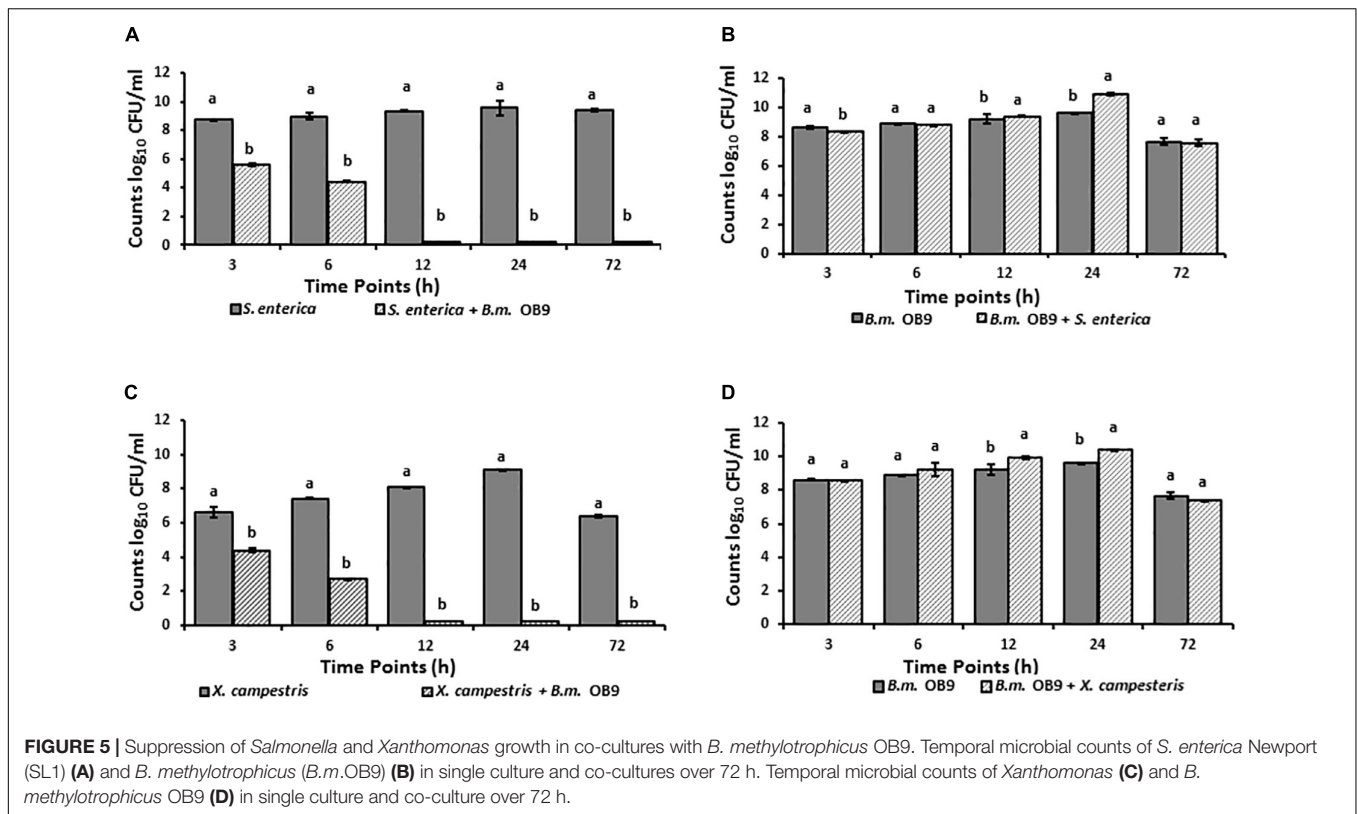 A
Counts log10 CFU/ml
12
10
8
6
4
2
0
a a a a a
b b b b b
3 6 12 24 72
Time Points (h)
S. enterica S. enterica + B.m. OB9
B
Counts log10 CFU/ml
12
10
8
6
4
2
0
a b a a b a b a a a
3 6 12 24 72
Time points (h)
B.m. OB9 B.m. OB9 + S. enterica
C
Counts log10 CFU/ml
12
10
8
6
4
2
0
a a a a a
b b b b b
3 6 12 24 72
Time Points (h)
X. campestris X. campestris + B.m. OB9
D
Counts log10 CFU/ml
12
10
8
6
4
2
0
a a a a b a b a a a
3 6 12 24 72
Time Points (h)
B.m. OB9 B.m. OB9 + X. campesteris
FIGURE 5 | Suppression of Salmonella and Xanthomonas growth in co-cultures with B. methylotrophicus OB9. Temporal microbial counts of S. enterica Newport
(SL1) (A) and B. methylotrophicus (B.m.OB9) (B) in single culture and co-cultures over 72 h. Temporal microbial counts of Xanthomonas (C) and B.
methylotrophicus OB9 (D) in single culture and co-culture over 72 h.